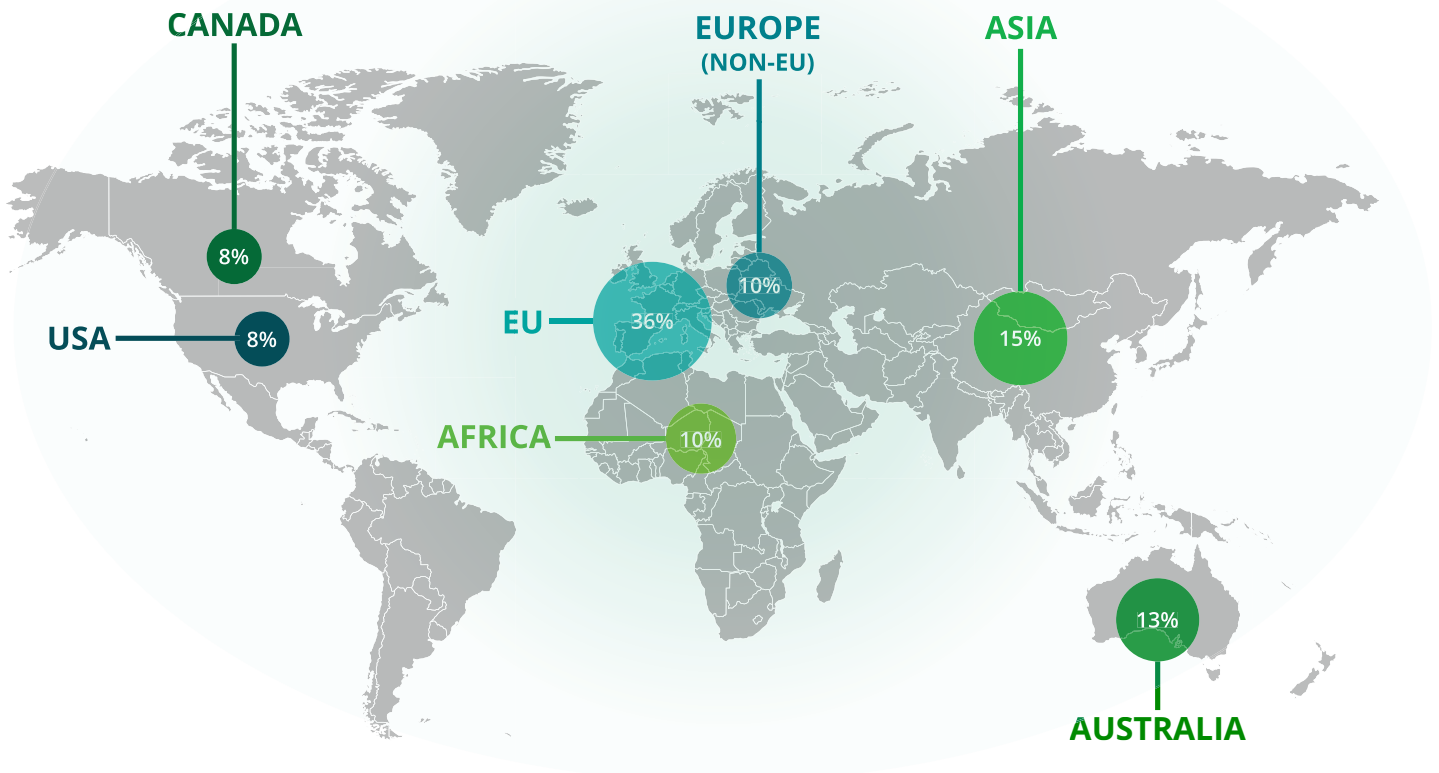 CANADA
EUROPE
(NON-EU)
ASIA
8%
10%
USA
8%
EU
36%
15%
AFRICA
10%
13%
AUSTRALIA